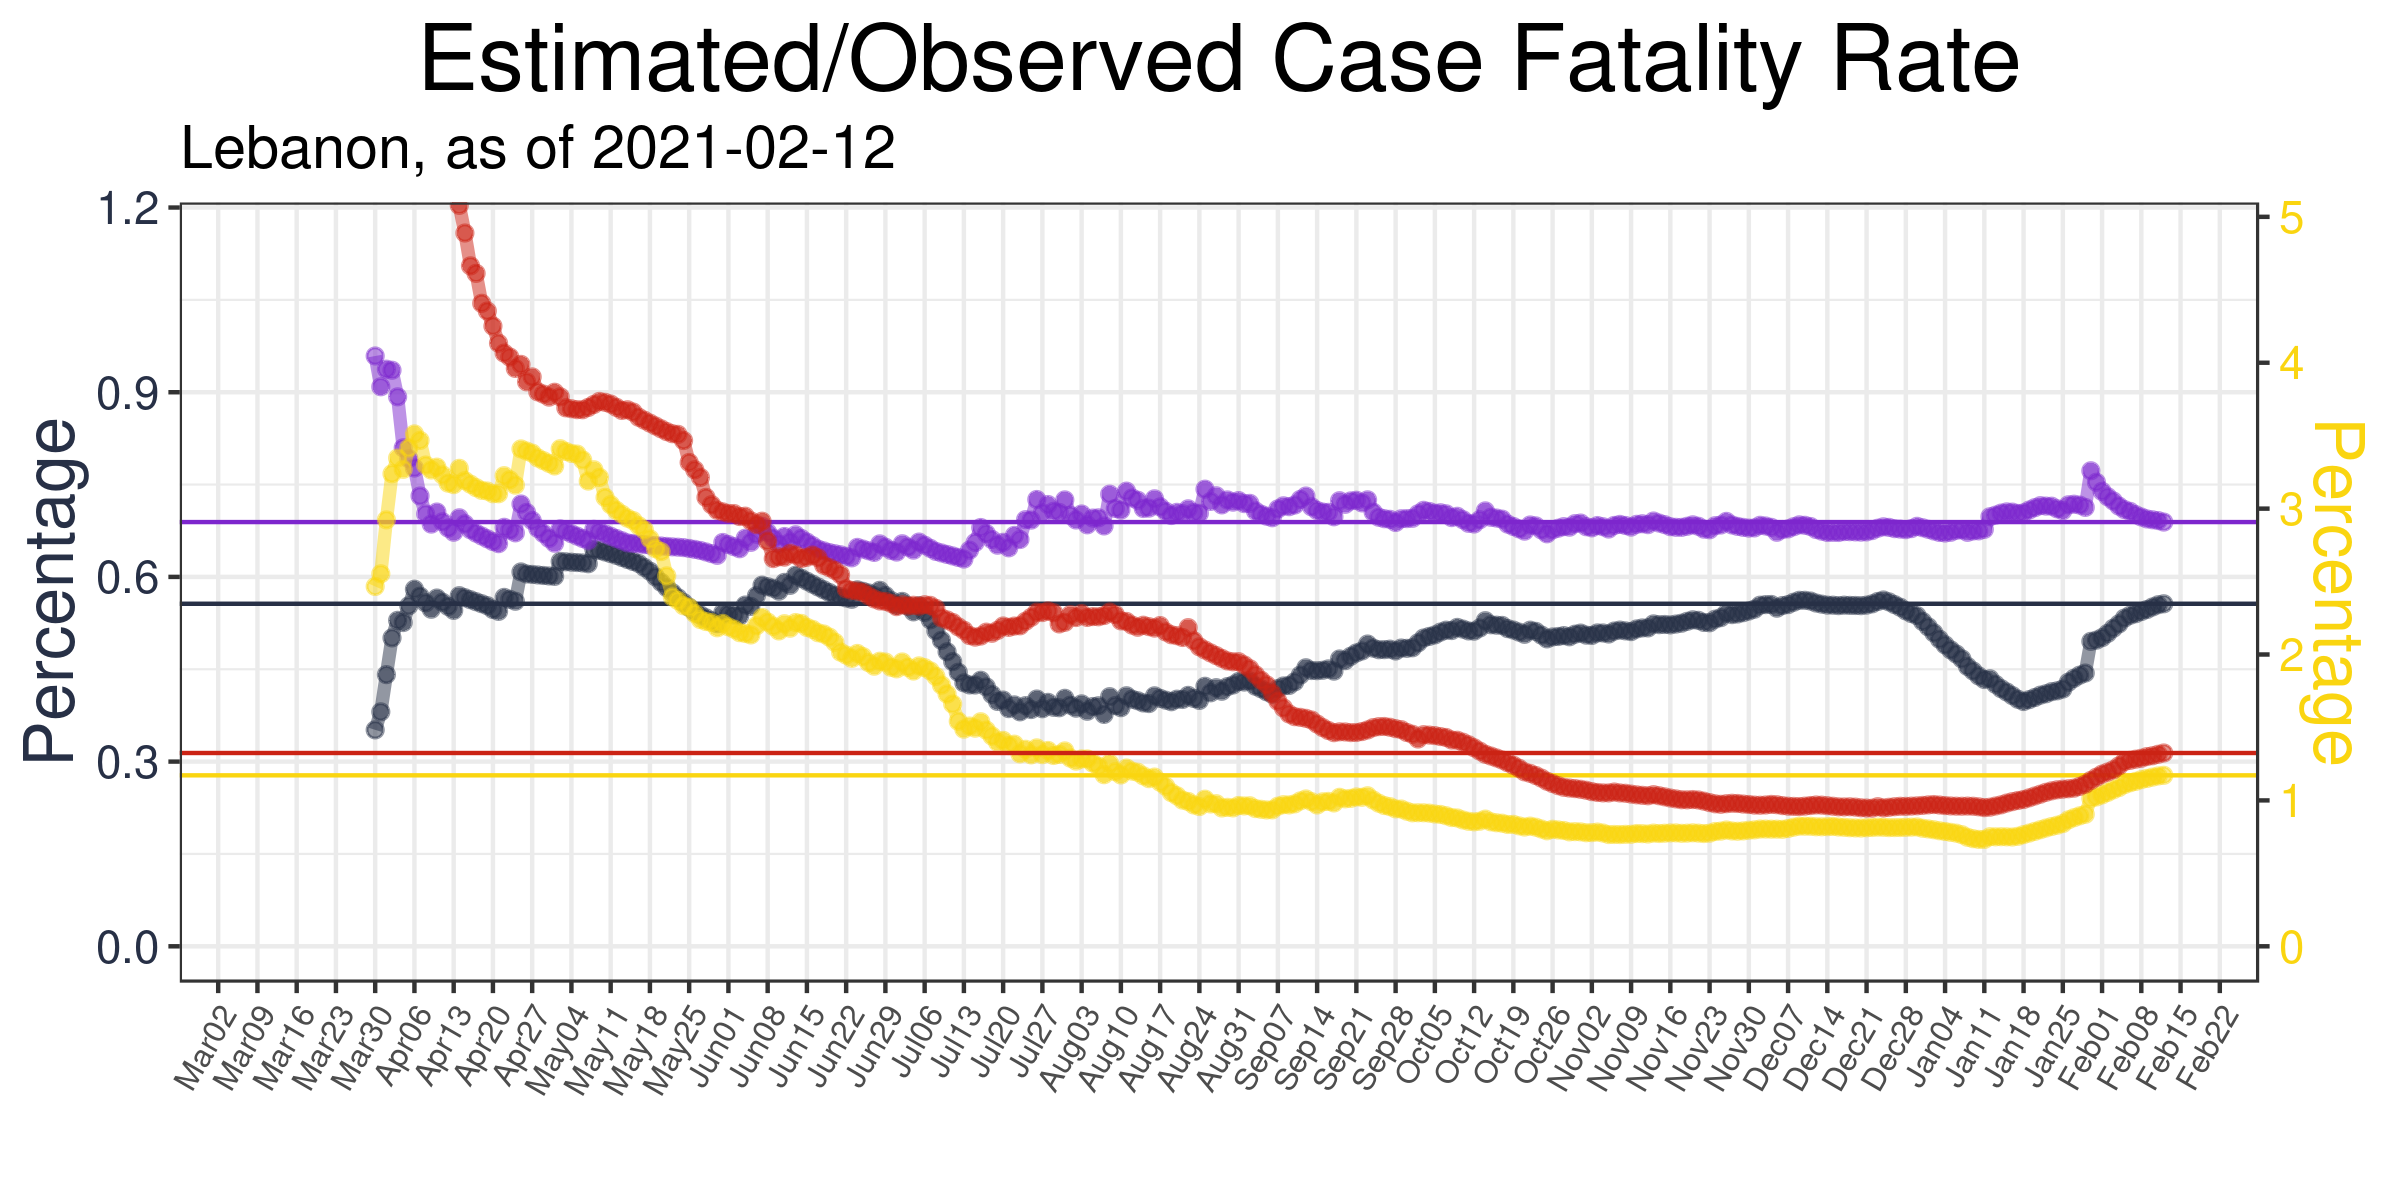 Estimated/Observed Case Fatality Rate
Lebanon, as of 2021-02-12
Percentage
1.2
0.9
0.6
0.3
0.0
5
4
3
2
1
0
Percentage
Mar02
Mar09
Mar16
Mar23
Mar30
Apr06
Apr13
Apr20
Apr27
May04
May11
May18
May25
Jun01
Jun08
Jun15
Jun22
Jun29
Jul06
Jul13
Jul20
Jul27
Aug03
Aug10
Aug17
Aug24
Aug31
Sep07
Sep14
Sep21
Sep28
Oct05
Oct12
Oct19
Oct26
Nov02
Nov09
Nov16
Nov23
Nov30
Dec07
Dec14
Dec21
Dec28
Jan04
Jan11
Jan18
Jan25
Feb01
Feb08
Feb15
Feb22